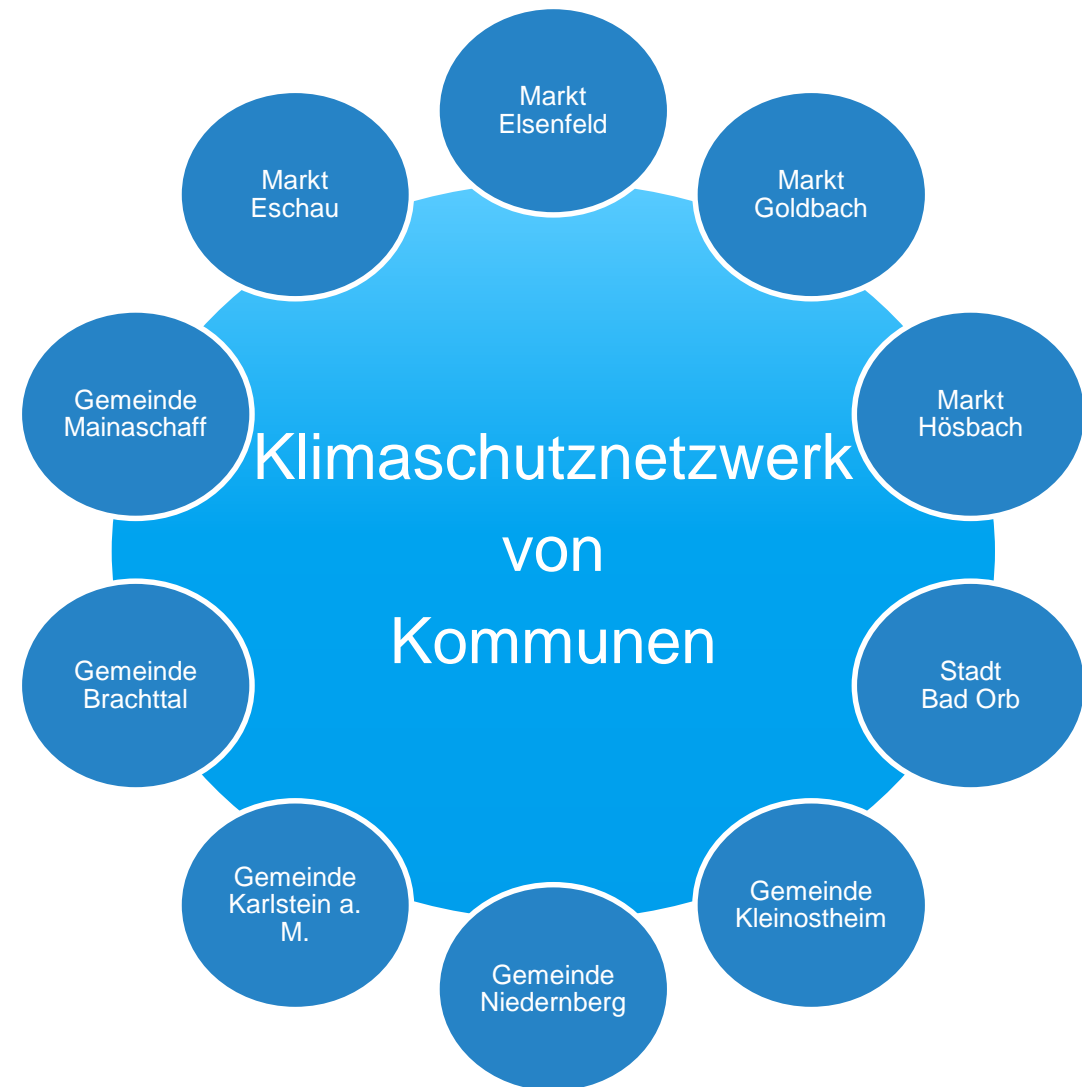 Markt
Elsenfeld
Markt
Goldbach
Markt
Hösbach
Stadt
Bad Orb
Gemeinde
Kleinostheim
Gemeinde
Niedernberg
Gemeinde
Karlstein a.
M.
Gemeinde
Brachttal
Gemeinde
Mainaschaff
Markt
Eschau
Klimaschutznetzwerk
von
Kommunen